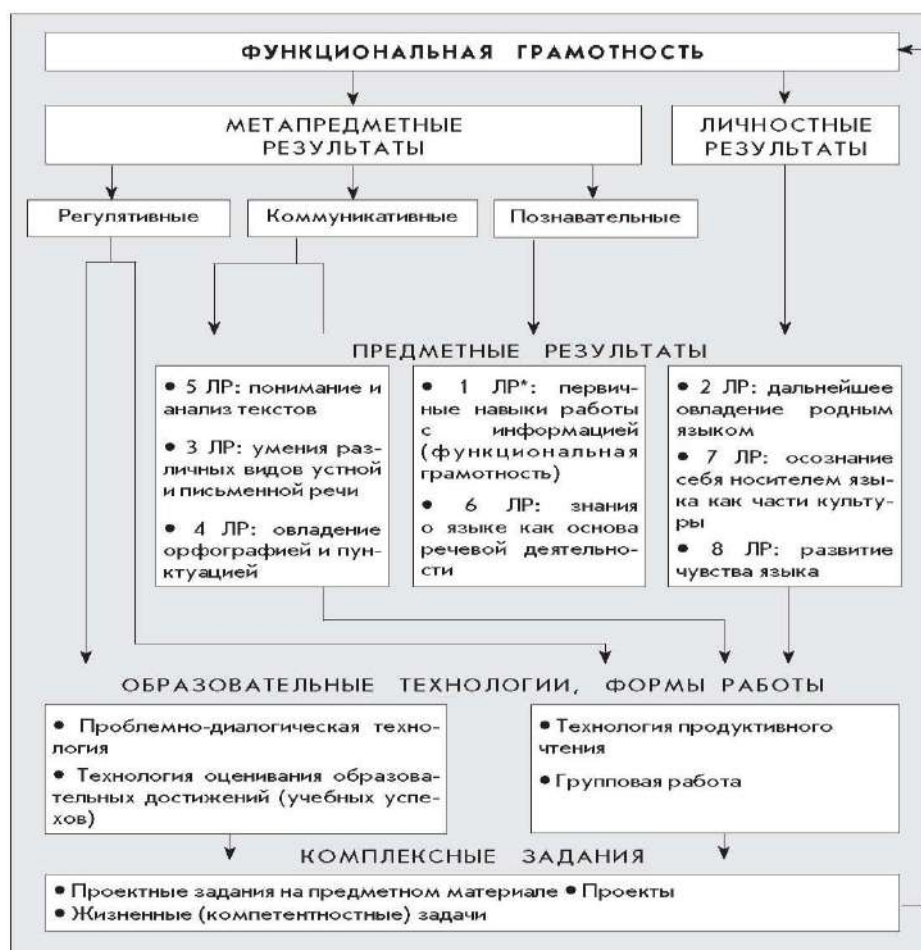 ФУНКЦИОНАЛЬНАЯ ГРАМОТНОСТЬ
МЕТАПРЕДМЕТНЫЕ
РЕЗУЛЬТАТЫ
ЛИЧНОСТНЫЕ
РЕЗУЛЬТАТЫ
Регулятивные
Коммуникативные
Познавательные
ПРЕДМЕТНЫЕ РЕЗУЛЬТАТЫ
● 5 ЛР: понимание и
анализ текстов
● 3 ЛР: умения раз-
личных видов устной
и письменной речи
● 4 ЛР: овладение
орфографией и пун-
ктуацией
● 1 ЛР*: первич-
ные навыки работы
с информацией
(функциональная
грамотность)
● 6 ЛР: знания
о языке как основа
речевой деятельно-
сти
● 2 ЛР: дальнейшее
овладение родным
языком
● 7 ЛР: осознание
себя носителем язы-
ка как части культу-
ры
● 8 ЛР: развитие
чувства языка
ОБРАЗОВАТЕЛЬНЫЕ ТЕХНОЛОГИИ, ФОРМЫ РАБОТЫ
● Проблемно-диалогическая техно-
логия
● Технология оценивания образова-
тельных достижений (учебных успе-
хов)
● Технология продуктивного
чтения
● Групповая работа
КОМПЛЕКСНЫЕ ЗАДАНИЯ
● Проектные задания на предметном материале ● Проекты
● Жизненные (компетентностные) задачи